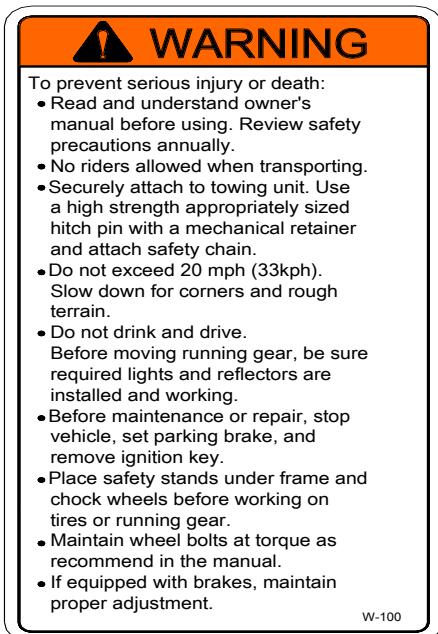 WARNING
To prevent serious injury or death:
• Read and understand owner's
manual before using. Review safety
precautions annually.
• No riders allowed when transporting.
• Securely attach to towing unit. Use
a high strength appropriately sized
hitch pin with a mechanical retainer
and attach safety chain.
• Do not exceed 20 mph (33kph).
Slow down for corners and rough
terrain.
• Do not drink and drive.
Before moving running gear, be sure
required lights and reflectors are
installed and working.
• Before maintenance or repair, stop
vehicle, set parking brake, and
remove ignition key.
• Place safety stands under frame and
chock wheels before working on
tires or running gear.
• Maintain wheel bolts at torque as
recommend in the manual.
• If equipped with brakes, maintain
proper adjustment.
W-100